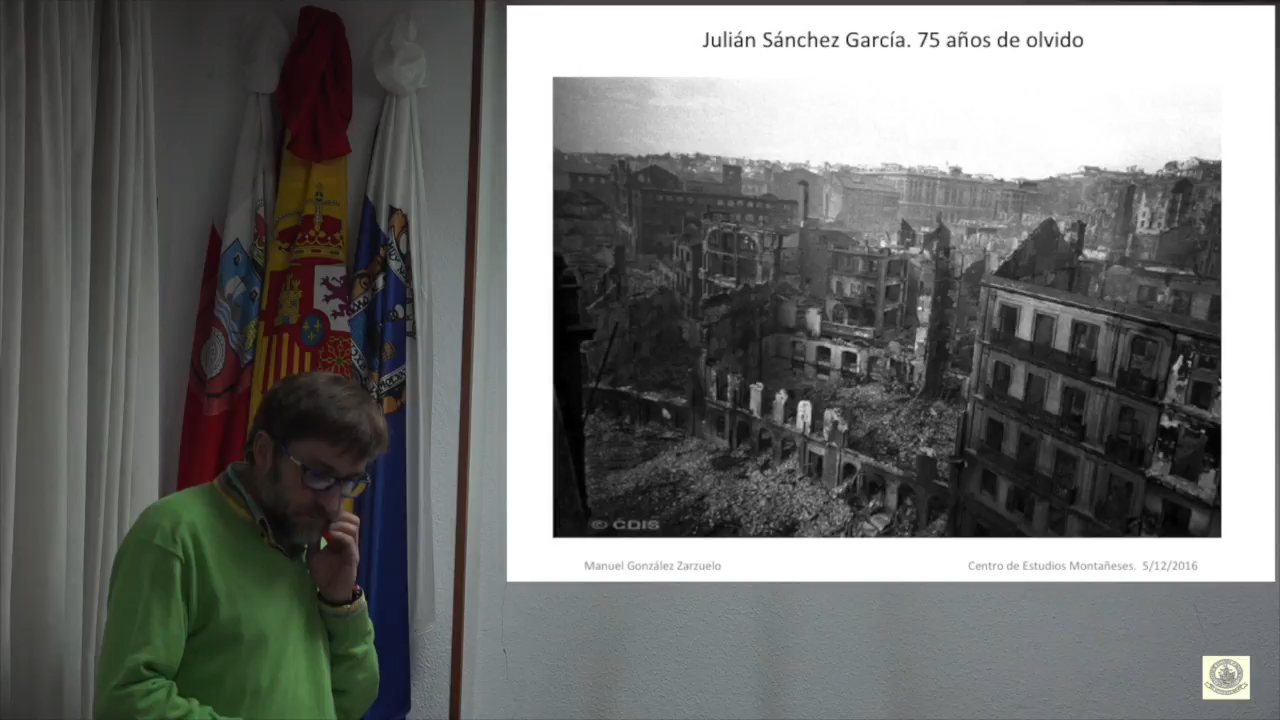 Julián Sánchez García. 75 años de olvido
© CDIS
Manuel González Zarzuelo
Centro de Estudios Montañeses. 5/12/2016